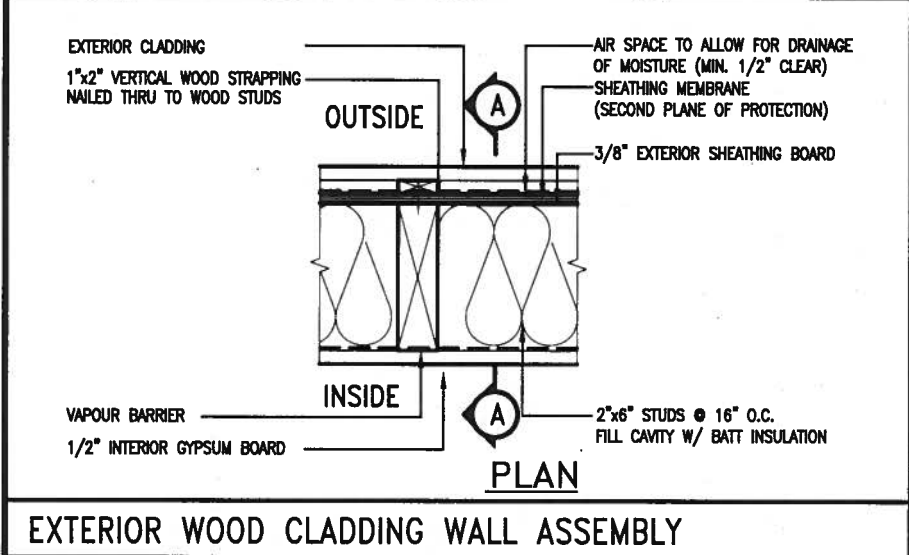 EXTERIOR CLADDING
1"x2" VERTICAL WOOD STRAPPING
NAILED THRU TO WOOD STUDS
AIR SPACE TO ALLOW FOR DRAINAGE
OF MOISTURE (MIN. 1/2" CLEAR)
SHEATHING MEMBRANE
(SECOND PLANE OF PROTECTION)
3/8" EXTERIOR SHEATHING BOARD
OUTSIDE
A
INSIDE
A
VAPOUR BARRIER
1/2" INTERIOR GYPSUM BOARD
2"x6" STUDS @ 16" O.C.
FILL CAVITY W/ BATT INSULATION
PLAN
EXTERIOR WOOD CLADDING WALL ASSEMBLY